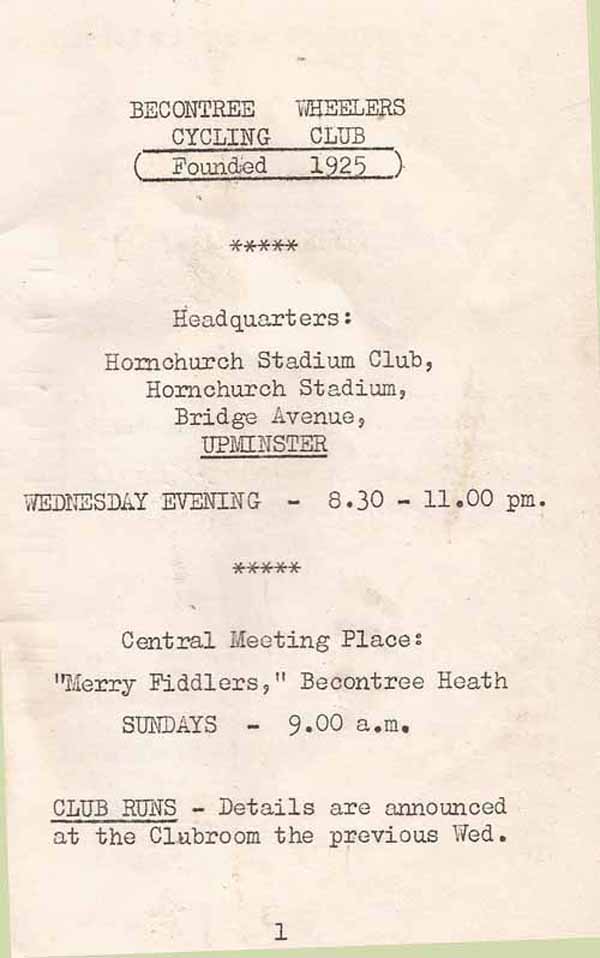 BECONTREE WHEELERS
CYCLING CLUB
(Founded 1925)
*****
Headquarters:
Hornchurch Stadium Club,
Hornchurch Stadium,
Bridge Avenue,
UPMINSTER
WEDNESDAY EVENING - 8.30 - 11.00 pm.
*****
Central Meeting Place:
"Merry Fiddlers," Becontree Heath
SUNDAYS - 9.00 a.m.
CLUB RUNS - Details are announced
at the Clubroom the previous Wed.
1